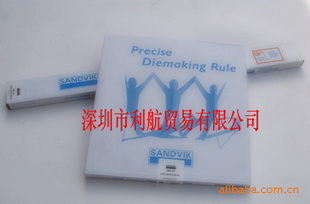 Precise
Diemaking Rule
SANDVIK
深圳市利航贸易有限公司
SANDVIK
alibaba.com.cn